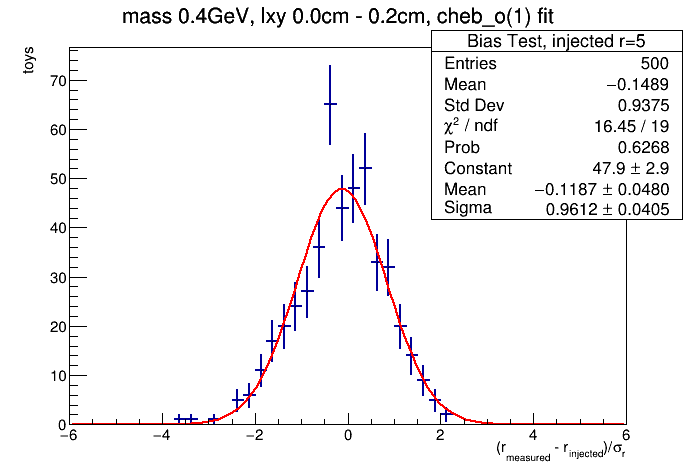 mass 0.4GeV, lxy 0.0cm - 0.2cm, cheb_o(1) fit
Bias Test, injected r=5
Entries 500
Mean −0.1489
Std Dev 0.9375
χ² / ndf 16.45 / 19
Prob 0.6268
Constant 47.9 ± 2.9
Mean −0.1187 ± 0.0480
Sigma 0.9612 ± 0.0405
toys
70
60
50
40
30
20
10
0
−6 −4 −2 0 2 4 6
(r_measured - r_injected)/σ_r